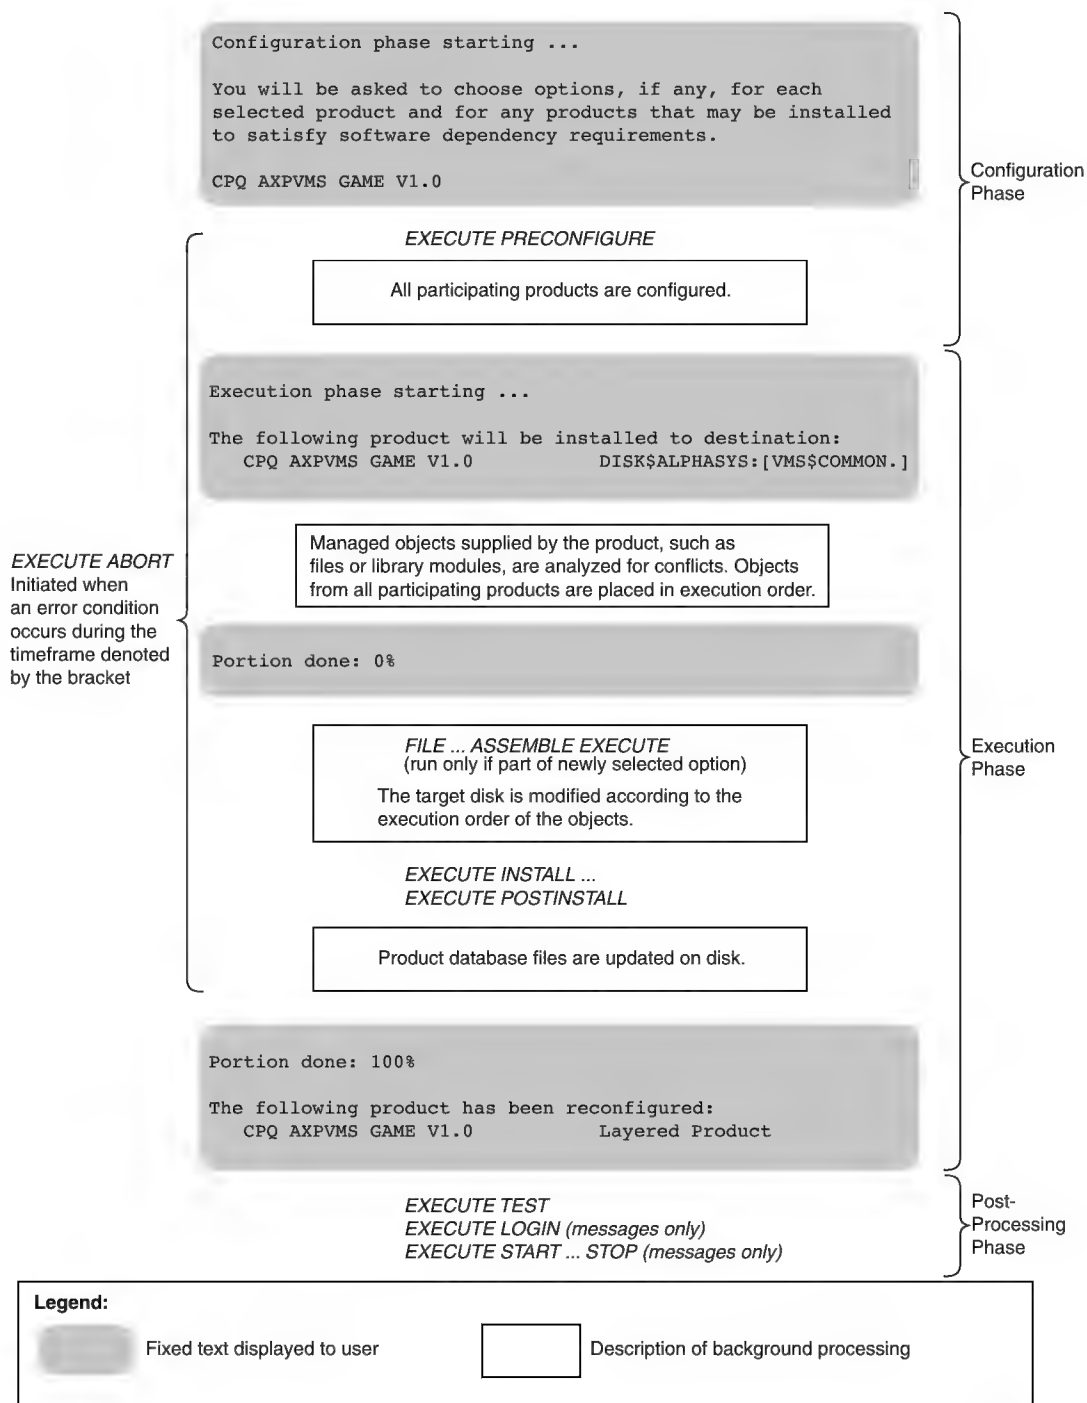 Configuration phase starting ...
You will be asked to choose options, if any, for each
selected product and for any products that may be installed
to satisfy software dependency requirements.
CPQ AXPVMS GAME V1.0
Configuration
Phase
EXECUTE PRECONFIGURE
All participating products are configured.
Execution phase starting ...
The following product will be installed to destination:
CPQ AXPVMS GAME V1.0 DISK$ALPHASYS:[VMS$COMMON.]
Managed objects supplied by the product, such as
files or library modules, are analyzed for conflicts. Objects
from all participating products are placed in execution order.
EXECUTE ABORT
Initiated when
an error condition
occurs during the
timeframe denoted
by the bracket
Portion done: 0%
FILE ... ASSEMBLE EXECUTE
(run only if part of newly selected option)
The target disk is modified according to the
execution order of the objects.
Execution
Phase
EXECUTE INSTALL ...
EXECUTE POSTINSTALL
Product database files are updated on disk.
Portion done: 100%
The following product has been reconfigured:
CPQ AXPVMS GAME V1.0 Layered Product
EXECUTE TEST
EXECUTE LOGIN (messages only)
EXECUTE START ... STOP (messages only)
Post-
Processing
Phase
Legend:
Fixed text displayed to user
Description of background processing